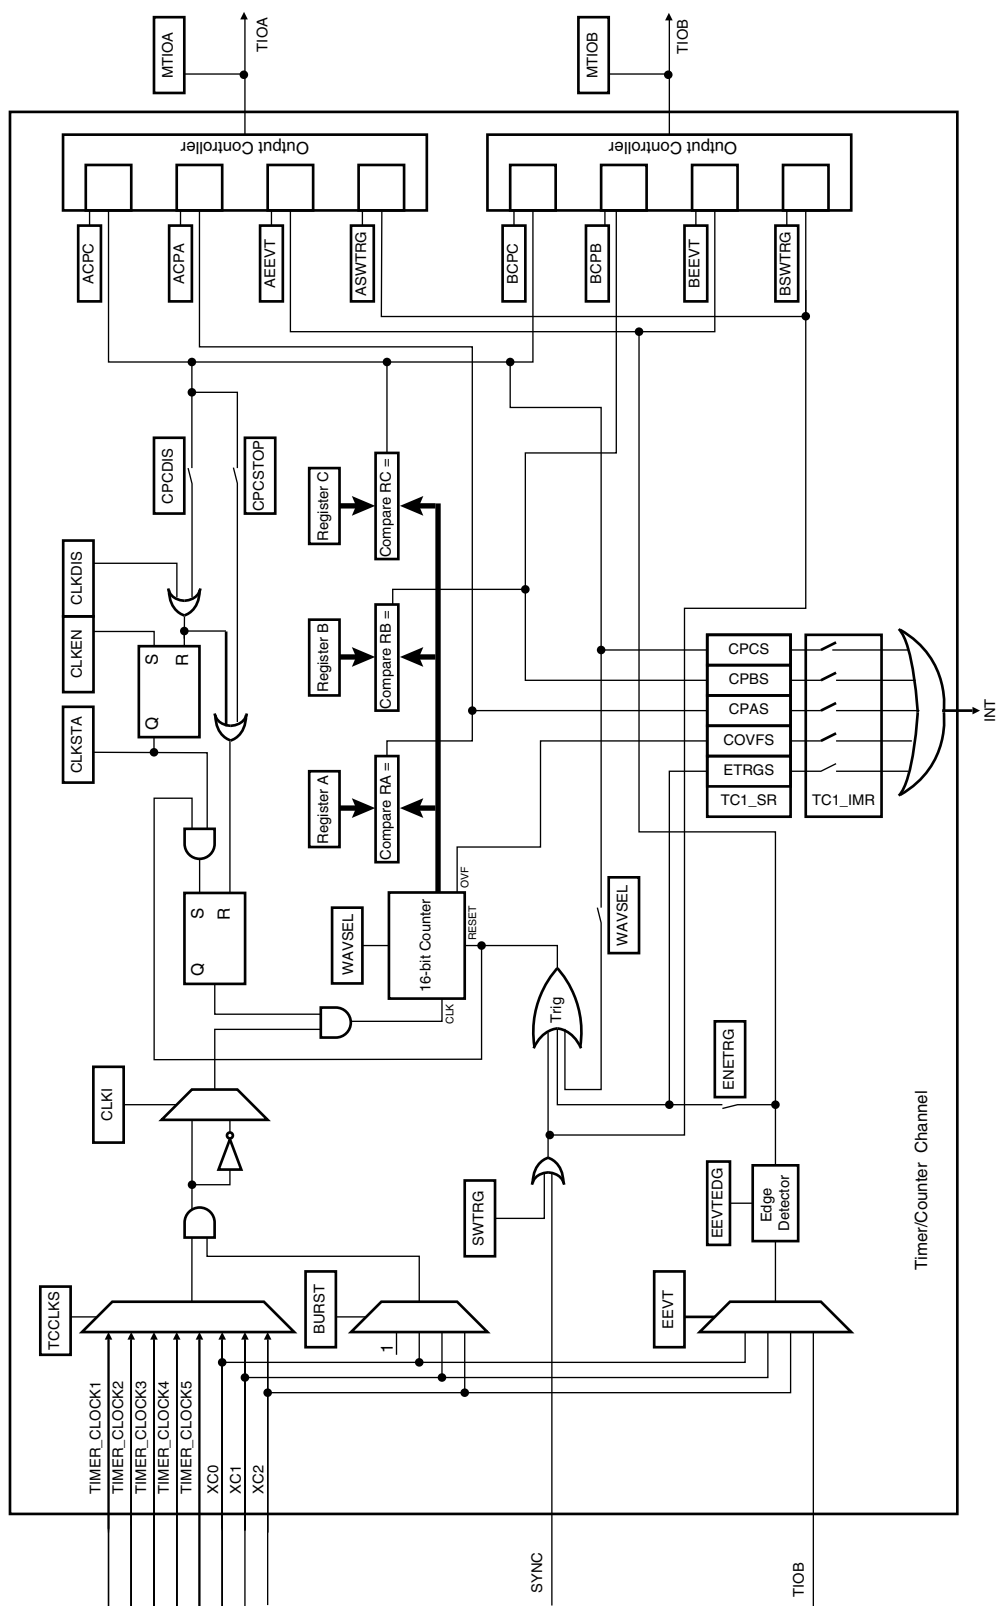 TCCLKS
TIMER_CLOCK1
TIMER_CLOCK2
TIMER_CLOCK3
TIMER_CLOCK4
TIMER_CLOCK5
XC0
XC1
XC2
CLKI
CLKSTA
CLKEN
CLKDIS
Q
S
R
CPCDIS
Q
S
R
CPCSTOP
ACPC
ACPA
AEEVT
ASWTRG
Output Controller
MTIOA
TIOA
BURST
1
WAVSEL
Register A
Register B
Register C
Compare RA =
Compare RB =
Compare RC =
16-bit Counter
CLK
RESET
OVF
SWTRG
SYNC
Trig
WAVSEL
BCPC
BCPB
BEEVT
BSWTRG
Output Controller
MTIOB
TIOB
EEVT
EEVTEDG
Edge
Detector
ENETRG
TIOB
CPCS
CPBS
CPAS
COVFS
ETRGS
TC1_SR
TC1_IMR
INT
Timer/Counter Channel